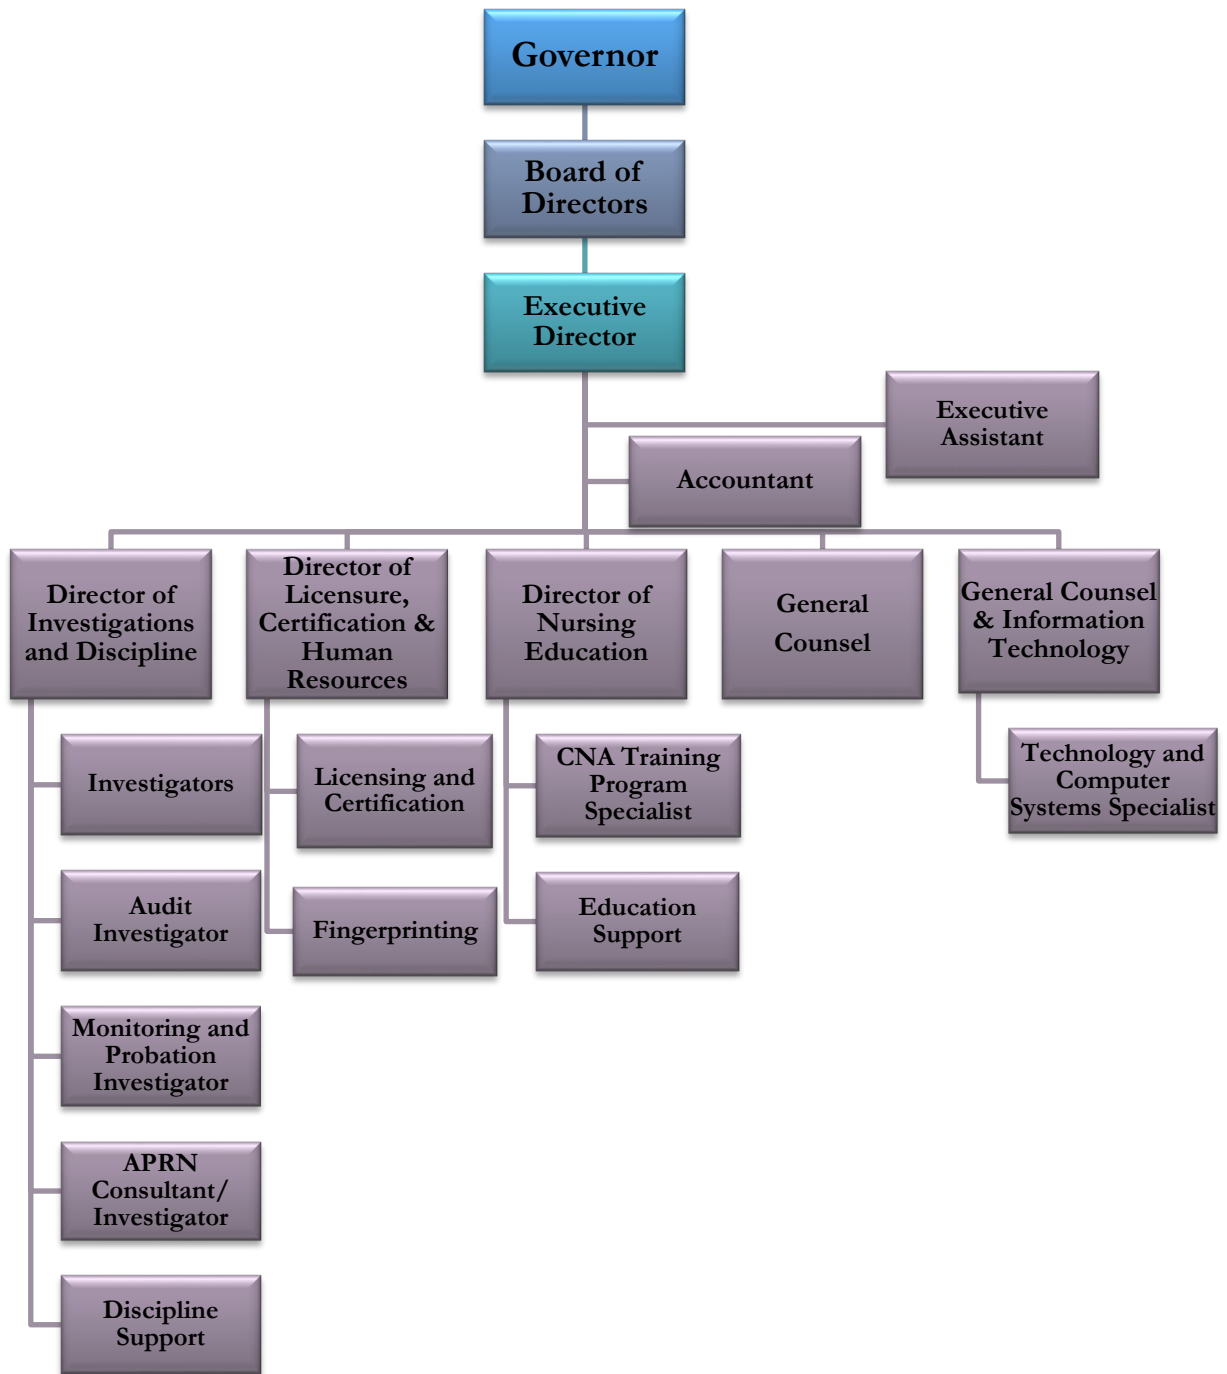 Governor
Board of
Directors
Executive
Director
Executive
Assistant
Accountant
Director of
Investigations
and Discipline
Director of
Licensure,
Certification &
Human
Resources
Director of
Nursing
Education
General
Counsel
General Counsel
& Information
Technology
Investigators
Audit
Investigator
Monitoring and
Probation
Investigator
APRN
Consultant/
Investigator
Discipline
Support
Licensing and
Certification
Fingerprinting
CNA Training
Program
Specialist
Education
Support
Technology and
Computer
Systems Specialist